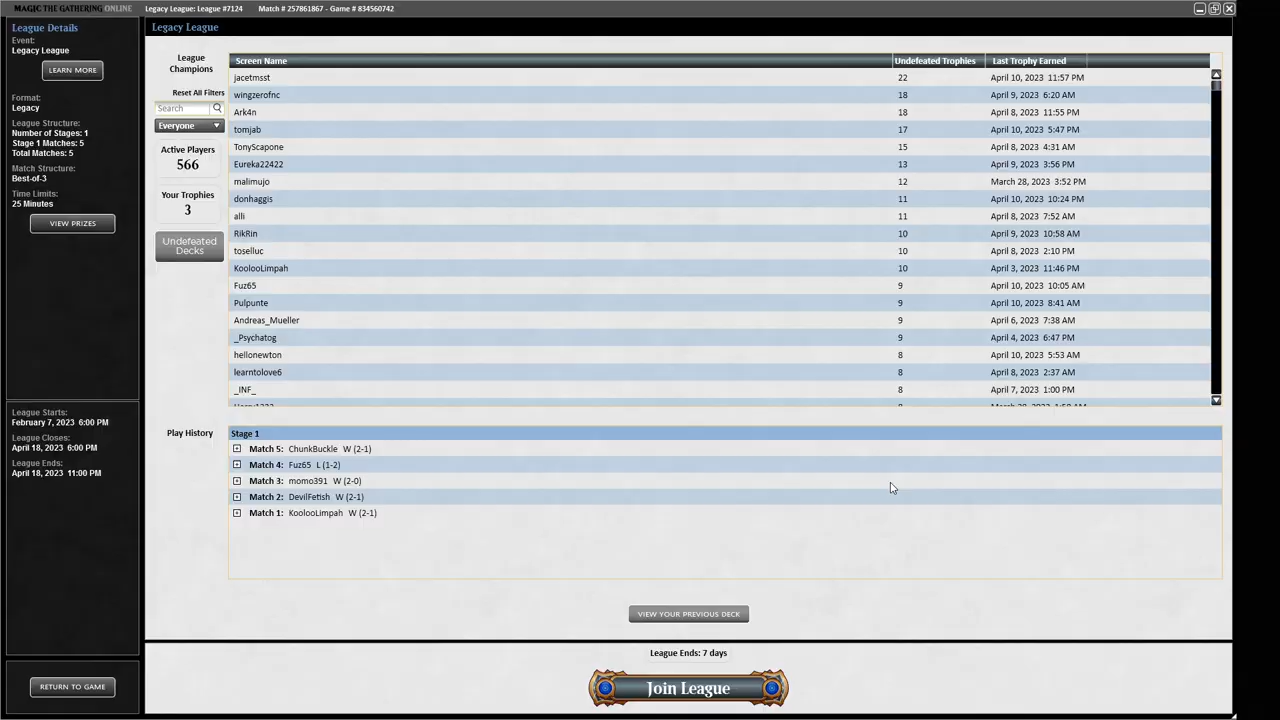 MAGIC THE GATHERING ONLINE Legacy League: League #7124 Match # 257861867 - Game # 834560742
League Details
Event:
Legacy League
LEARN MORE
Format:
Legacy
League Structure:
Number of Stages: 1
Stage 1 Matches: 5
Total Matches: 5
Match Structure:
Best-of-3
Time Limits:
25 Minutes
VIEW PRIZES
League Starts:
February 7, 2023 6:00 PM
League Closes:
April 18, 2023 6:00 PM
League Ends:
April 18, 2023 11:00 PM
RETURN TO GAME
Legacy League
League
Champions
Reset All Filters
Search
Everyone
Active Players
566
Your Trophies
3
Undefeated
Decks
Screen Name Undefeated Trophies Last Trophy Earned
jacetmsst 22 April 10, 2023 11:57 PM
wingzerofnc 18 April 9, 2023 6:20 AM
Ark4n 18 April 8, 2023 11:55 PM
tomjab 17 April 10, 2023 5:47 PM
TonyScapone 15 April 8, 2023 4:31 AM
Eureka22422 13 April 9, 2023 3:56 PM
malimujo 12 March 28, 2023 3:52 PM
donhaggis 11 April 10, 2023 10:24 PM
alli 11 April 8, 2023 7:52 AM
RikRin 10 April 9, 2023 10:58 AM
toselluc 10 April 8, 2023 2:10 PM
KoolooLimpah 10 April 3, 2023 11:46 PM
Fuz65 9 April 10, 2023 10:05 AM
Pulpunte 9 April 10, 2023 8:41 AM
Andreas_Mueller 9 April 6, 2023 7:38 AM
_Psychatog 9 April 4, 2023 6:47 PM
hellonewton 8 April 10, 2023 5:53 AM
learntolove6 8 April 8, 2023 2:37 AM
_INF_ 8 April 7, 2023 1:00 PM
Play History
Stage 1
Match 5: ChunkBuckle W (2-1)
Match 4: Fuz65 L (1-2)
Match 3: momo391 W (2-0)
Match 2: DevilFetish W (2-1)
Match 1: KoolooLimpah W (2-1)
VIEW YOUR PREVIOUS DECK
League Ends: 7 days
Join League